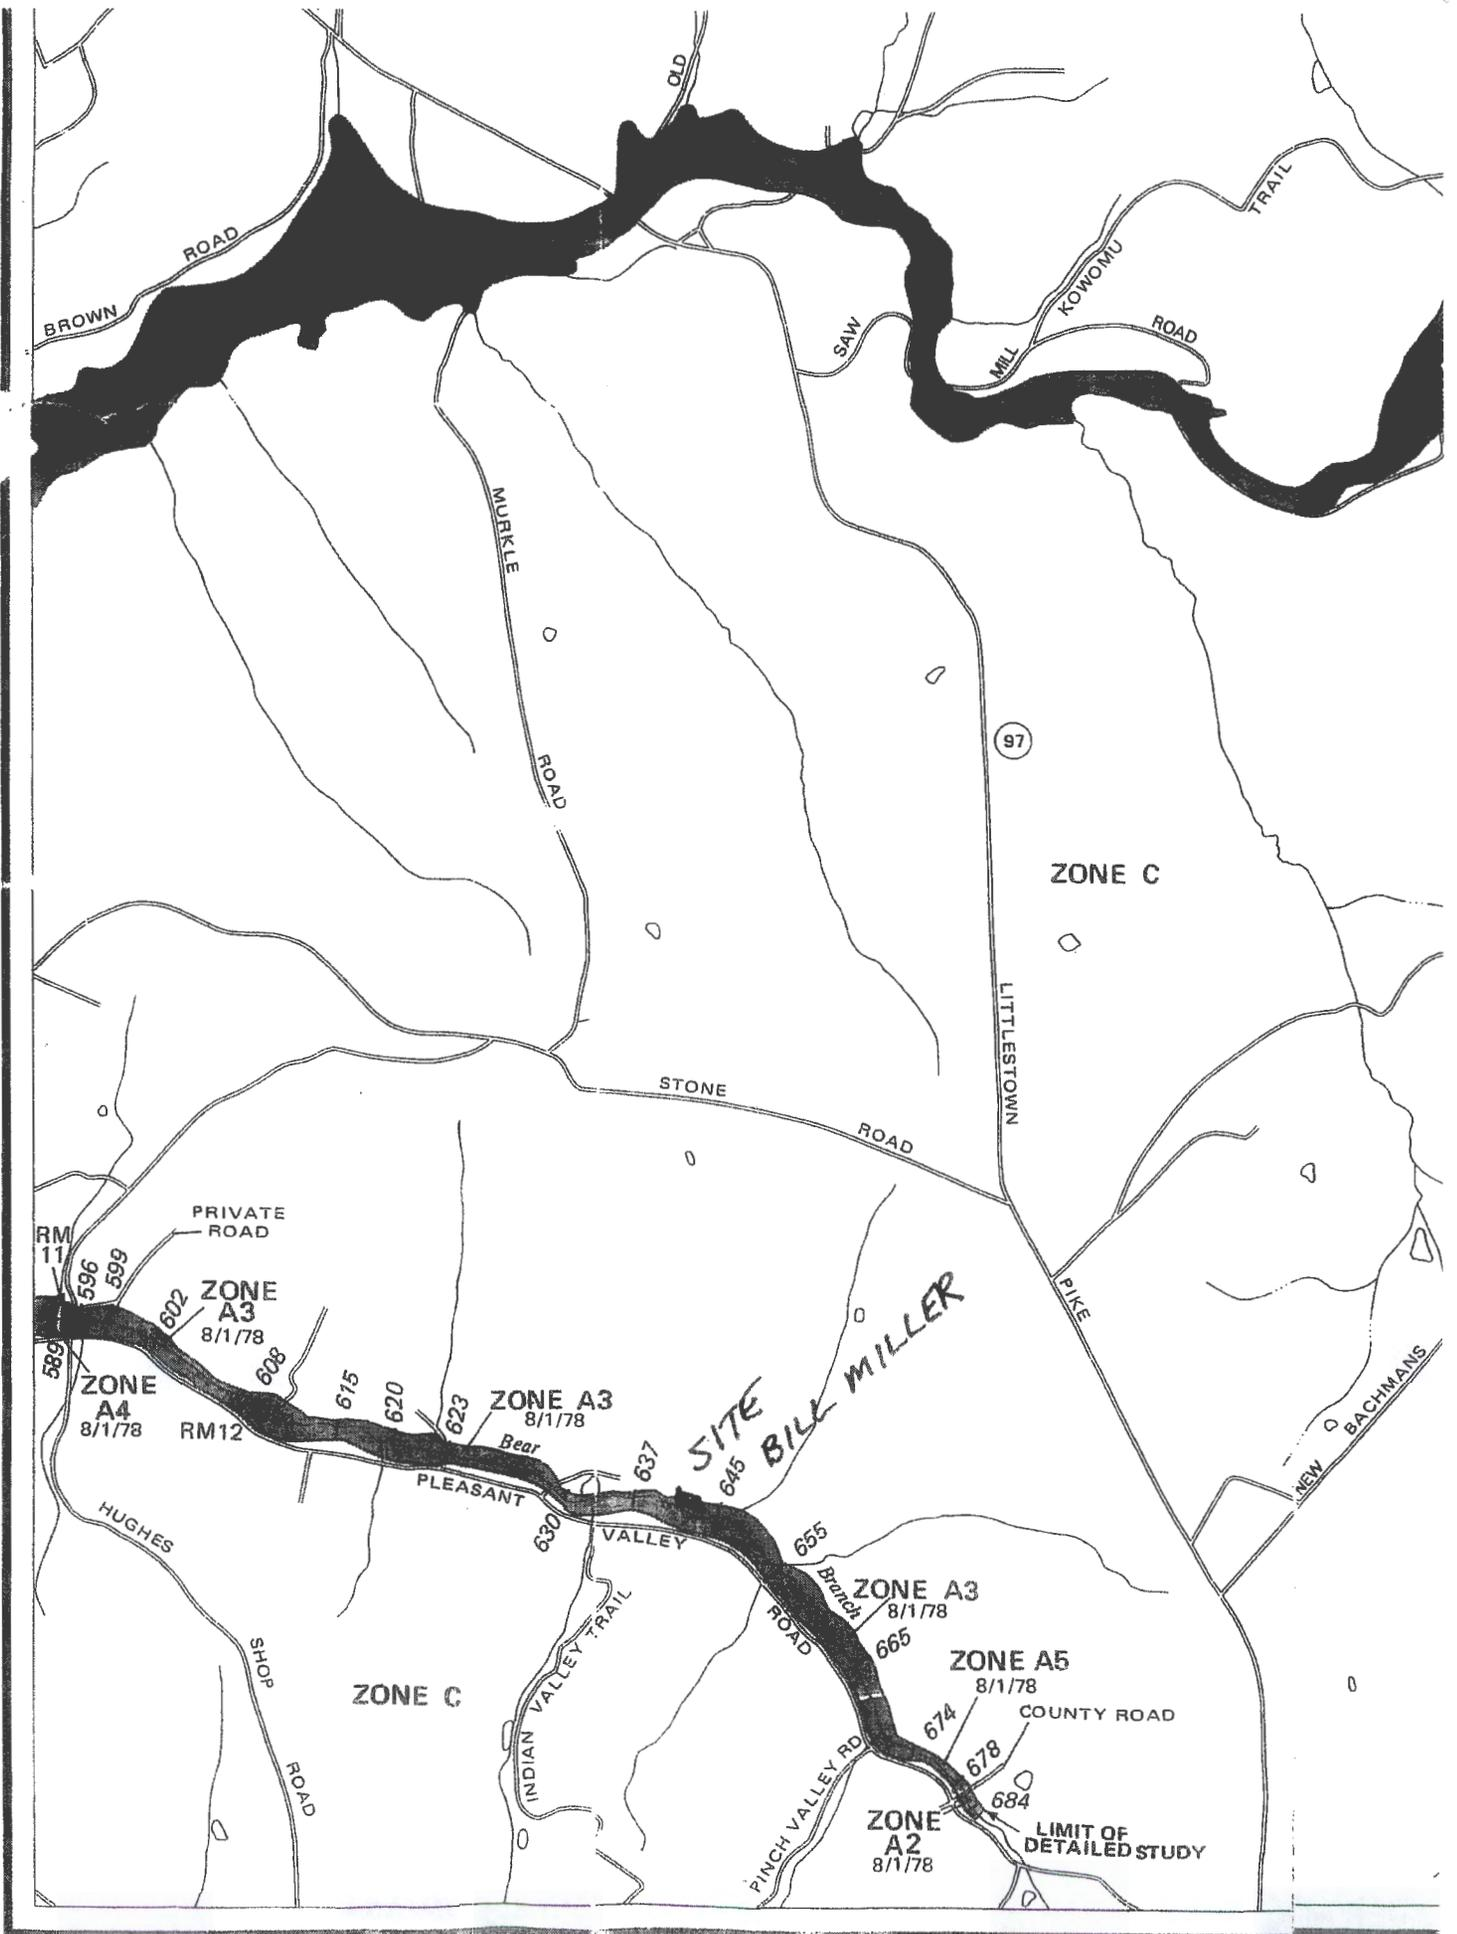 OLD
TRAIL
ROAD
BROWN
KOWOMU
ROAD
SAW
MILL
MURKLE
ROAD
97
ZONE C
LITTLESTOWN
STONE
ROAD
PRIVATE
ROAD
RM
11
596
599
602
ZONE
A3
8/1/78
PIKE
SITE
BILL MILLER
589
608
ZONE
A4
8/1/78
615
620
623
ZONE A3
8/1/78
BACHMANS
NEW
RM12
Bear
637
645
PLEASANT
630
VALLEY
HUGHES
655
Branch
ZONE A3
8/1/78
ROAD
665
SHOP
ZONE C
INDIAN VALLEY TRAIL
ZONE A5
8/1/78
COUNTY ROAD
674
678
684
ROAD
PINCH VALLEY RD
ZONE
A2
8/1/78
LIMIT OF
DETAILED STUDY